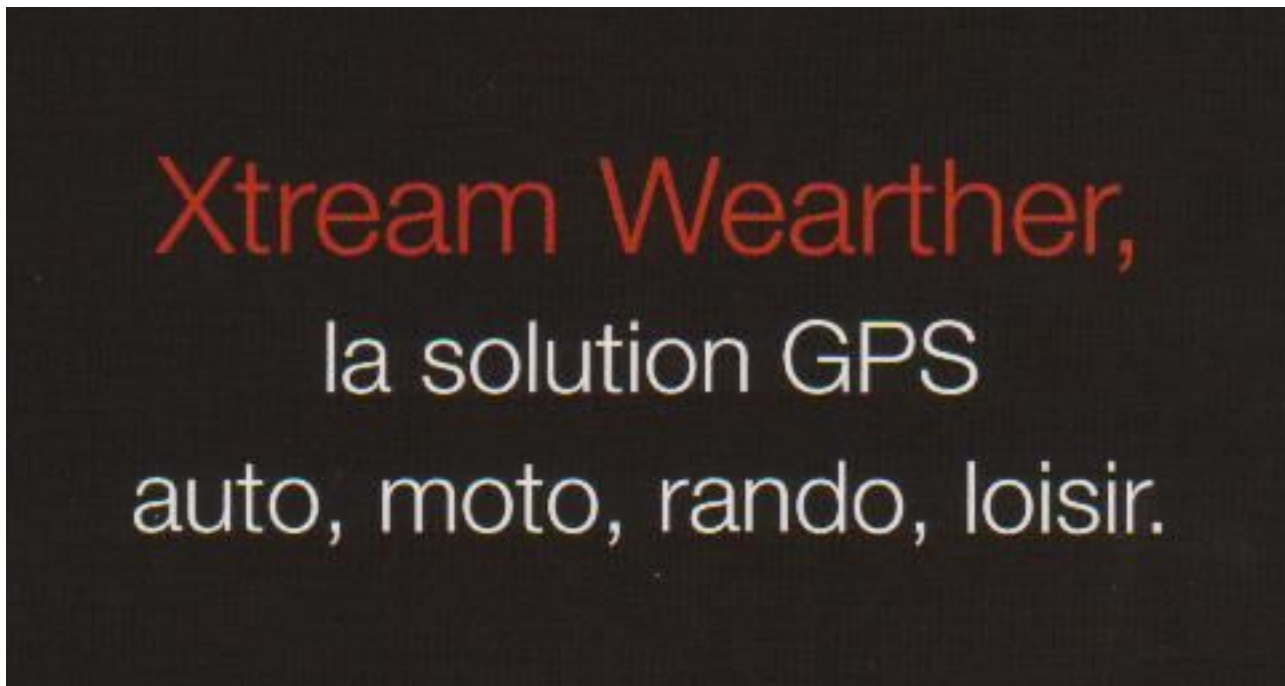 Xtream Wearther,
la solution GPS
auto, moto, rando, loisir.